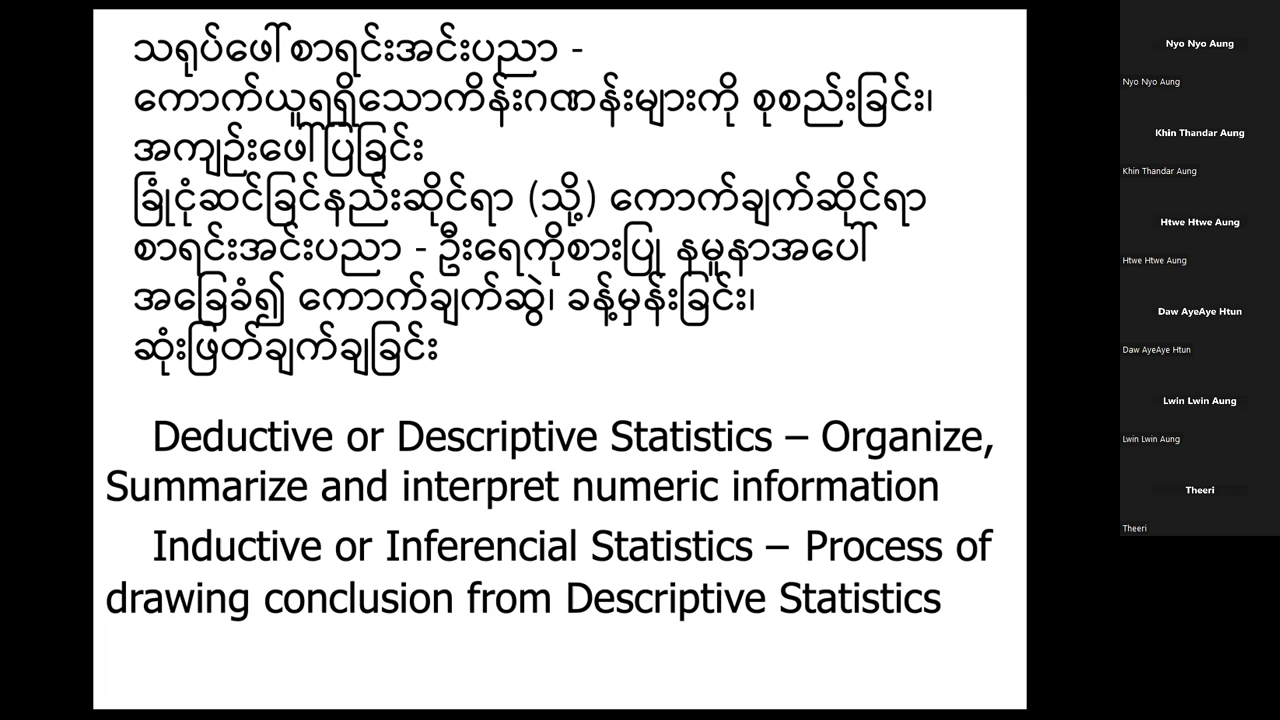 သရုပ်ဖေါ်စာရင်းအင်းပညာ -
ကောက်ယူရရှိသောကိန်းဂဏန်းများကို စုစည်းခြင်း၊
အကျဉ်းဖေါ်ပြခြင်း
ခြုံငုံဆင်ခြင်နည်းဆိုင်ရာ (သို့) ကောက်ချက်ဆိုင်ရာ
စာရင်းအင်းပညာ - ဦးရေကိုစားပြု နမူနာအပေါ်
အခြေခံ၍ ကောက်ချက်ဆွဲ၊ ခန့်မှန်းခြင်း၊
ဆုံးဖြတ်ချက်ချခြင်း
Deductive or Descriptive Statistics – Organize,
Summarize and interpret numeric information
Inductive or Inferencial Statistics – Process of
drawing conclusion from Descriptive Statistics
Nyo Nyo Aung
Nyo Nyo Aung
Khin Thandar Aung
Khin Thandar Aung
Htwe Htwe Aung
Htwe Htwe Aung
Daw AyeAye Htun
Daw AyeAye Htun
Lwin Lwin Aung
Lwin Lwin Aung
Theeri
Theeri